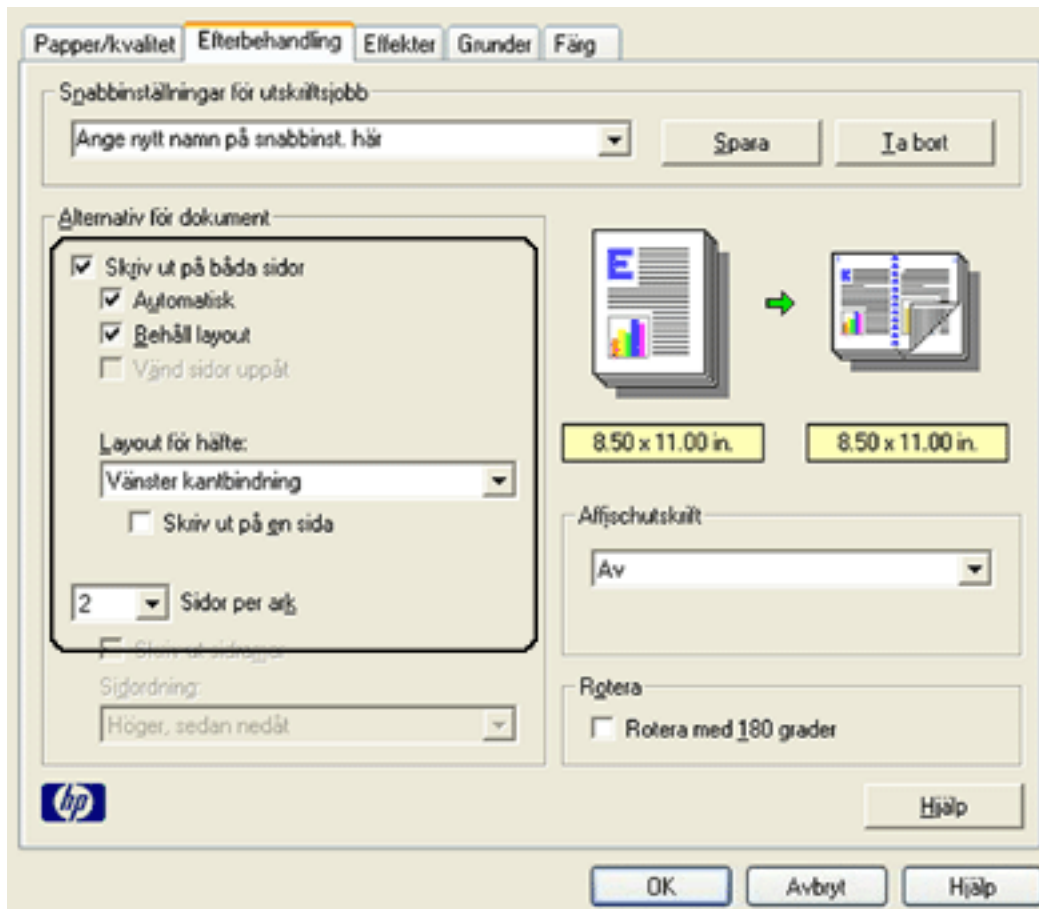 Papper/kvalitet Efterbehandling Effekter Grunder Färg
Snabbinställningar för utskriftsjobb
Ange nytt namn på snabbinst. här Spara Ta bort
Alternativ för dokument
Skriv ut på båda sidor
Automatisk
Behåll layout
Vänd sidor uppåt
Layout för häfte:
Vänster kantbindning
Skriv ut på en sida
2 Sidor per ark
Skriv ut sidramar
Sidordning:
Höger, sedan nedåt
E
8.50 x 11.00 in. 8.50 x 11.00 in.
Affischutskrift
Av
Rotera
Rotera med 180 grader
hp
Hjälp
OK Avbryt Hjälp